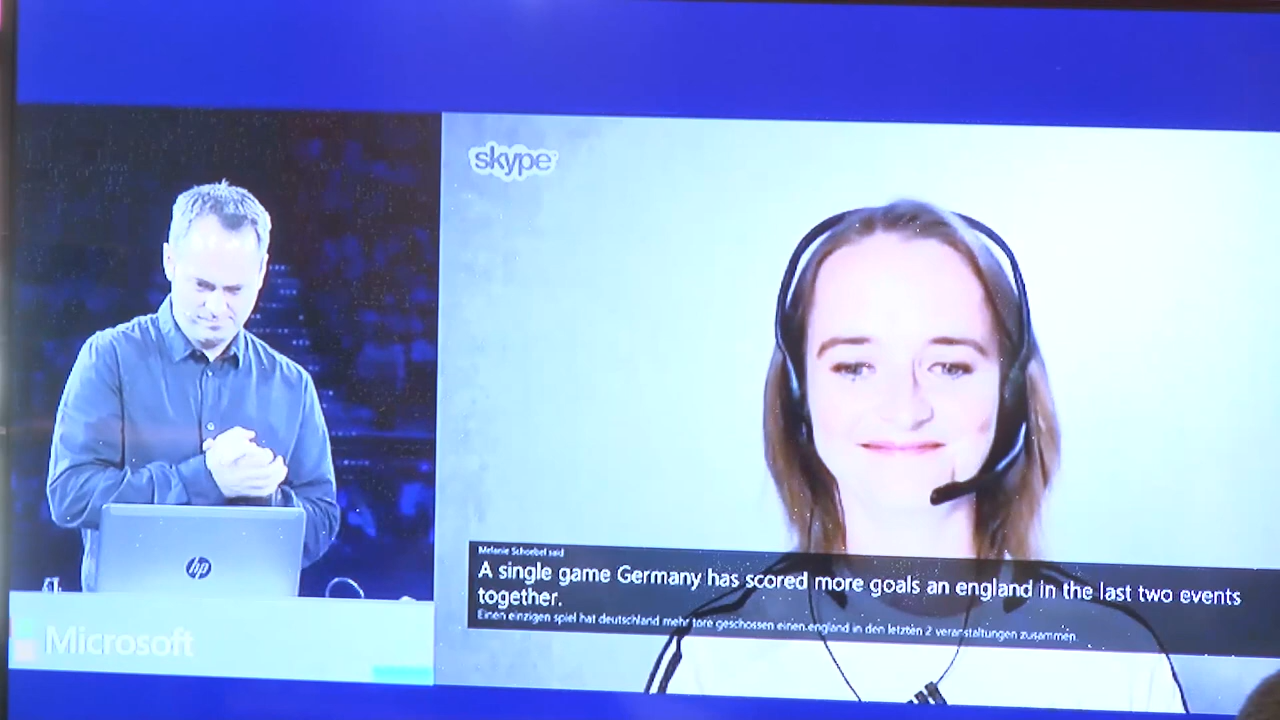 skype
hp
Microsoft
Melanie Schoebel said
A single game Germany has scored more goals an england in the last two events
together.
Einen einzigen spiel hat deutschland mehr tore geschossen einen england in den letzten 2 veranstaltungen zusammen.